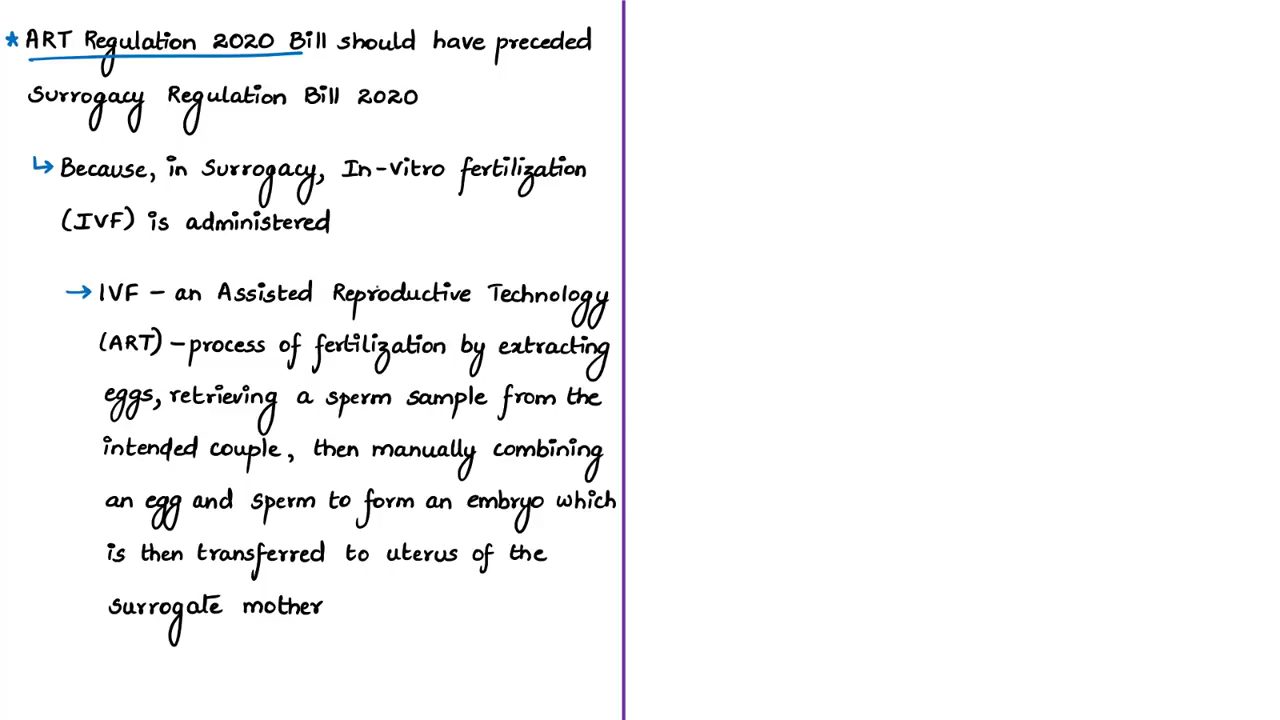 * ART Regulation 2020 Bill should have preceded
Surrogacy Regulation Bill 2020
↳ Because, in Surrogacy, In-Vitro fertilization
(IVF) is administered
→ IVF - an Assisted Reproductive Technology
(ART) - process of fertilization by extracting
eggs, retrieving a sperm sample from the
intended couple, then manually combining
an egg and sperm to form an embryo which
is then transferred to uterus of the
surrogate mother